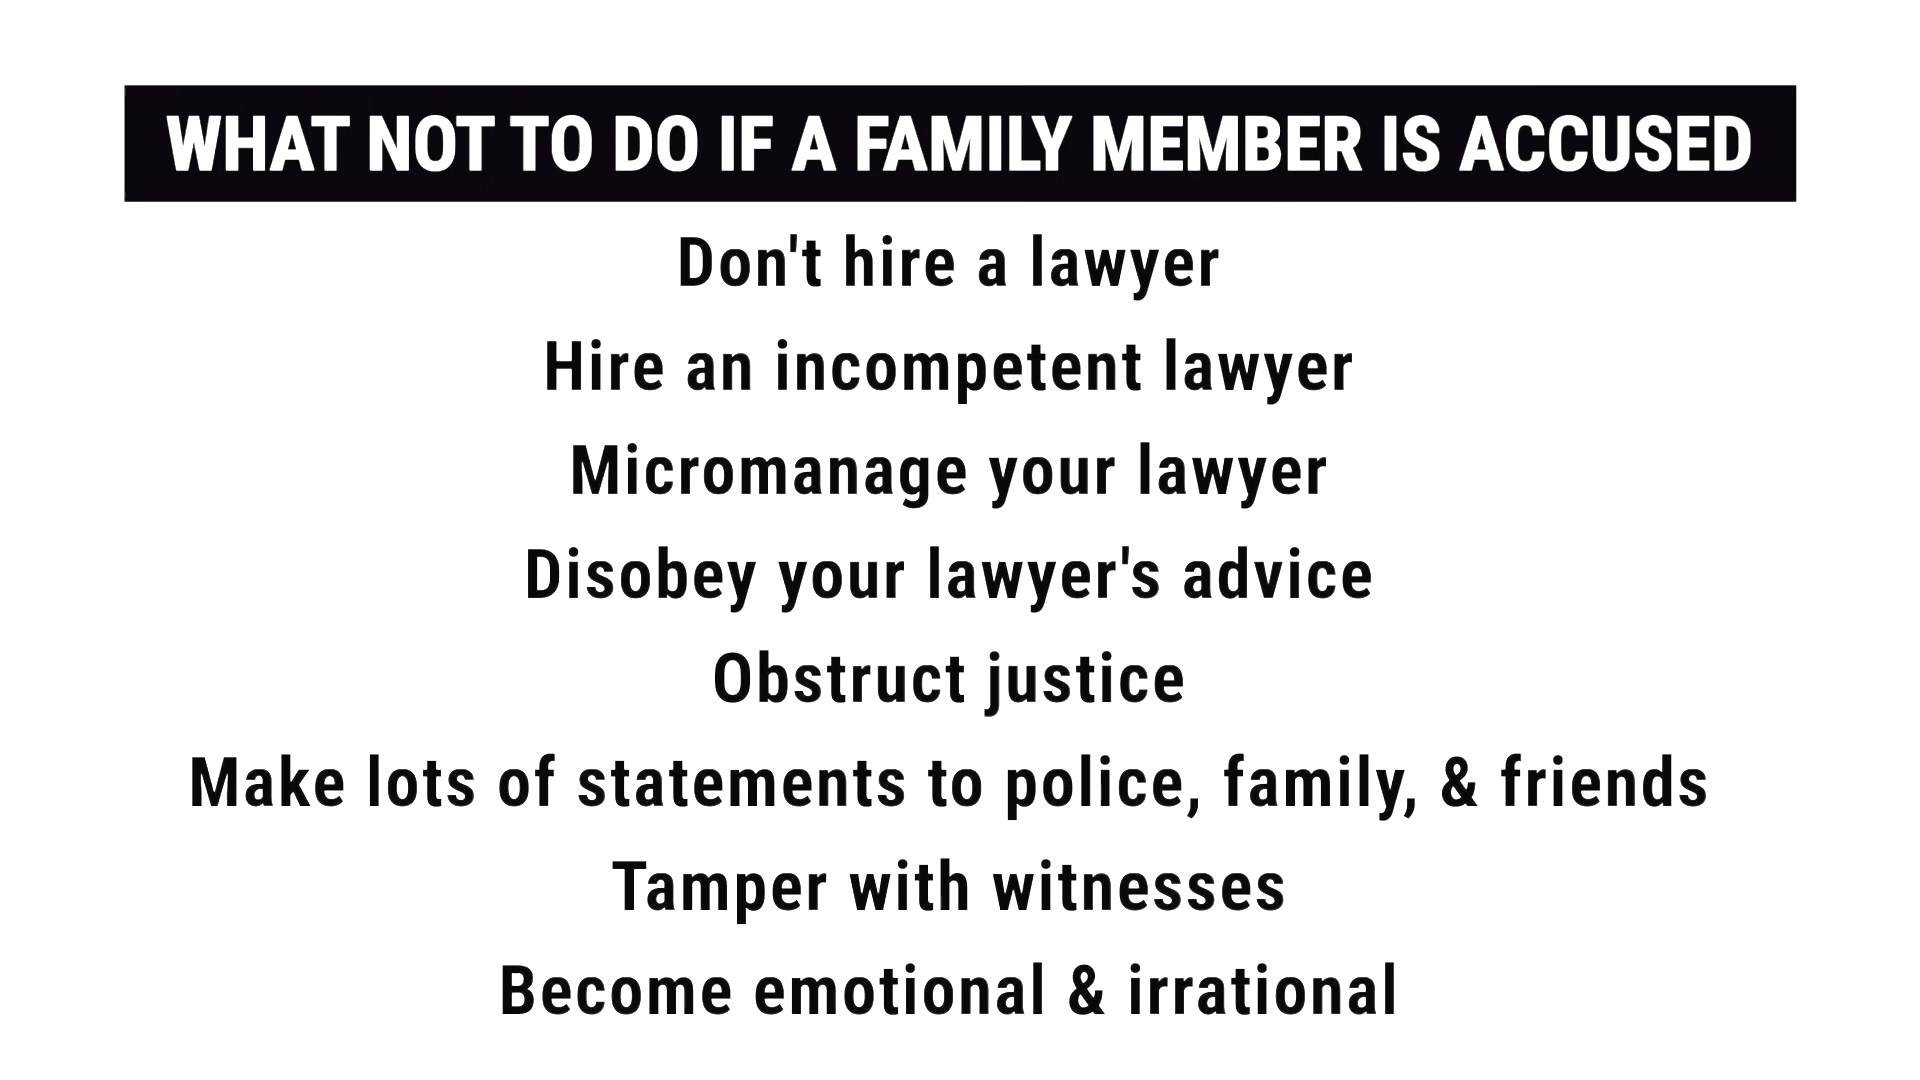 WHAT NOT TO DO IF A FAMILY MEMBER IS ACCUSED
Don't hire a lawyer
Hire an incompetent lawyer
Micromanage your lawyer
Disobey your lawyer's advice
Obstruct justice
Make lots of statements to police, family, & friends
Tamper with witnesses
Become emotional & irrational